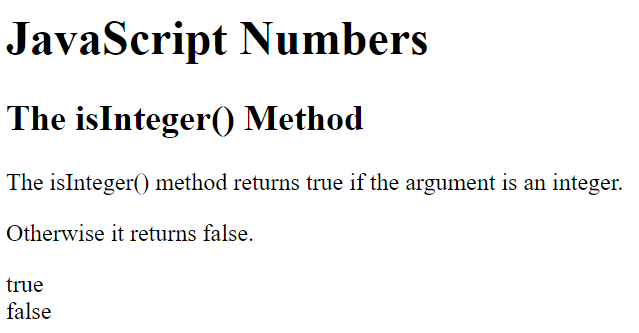 JavaScript Numbers
The isInteger() Method
The isInteger() method returns true if the argument is an integer.
Otherwise it returns false.
true
false